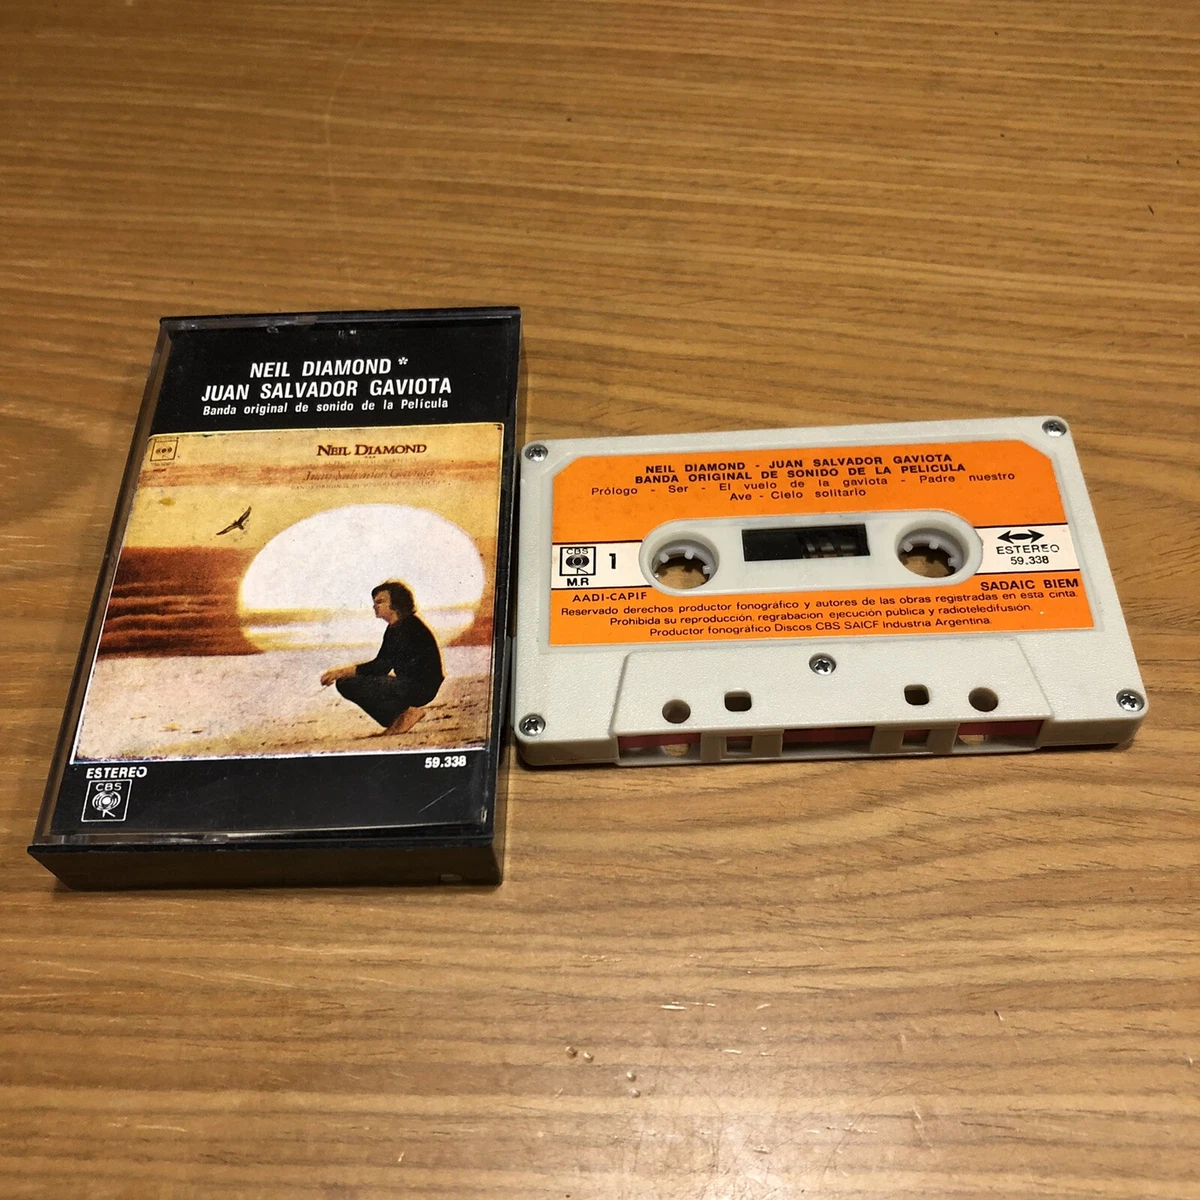 NEIL DIAMOND *
JUAN SALVADOR GAVIOTA
Banda original de sonido de la Película
NEIL DIAMOND
Juan Salvador Gaviota
ESTEREO
59.338
CBS
NEIL DIAMOND - JUAN SALVADOR GAVIOTA
BANDA ORIGINAL DE SONIDO DE LA PELICULA
Prólogo - Ser - El vuelo de la gaviota - Padre nuestro
Ave - Cielo solitario
CBS
M.R
1
ESTEREO
59.338
AADI-CAPIF
SADAIC BIEM
Reservado derechos productor fonográfico y autores de las obras registradas en esta cinta.
Prohibida su reproducción. regrabacion ejecución publica y radioteledifusión.
Productor fonográfico Discos CBS SAICF Industria Argentina.